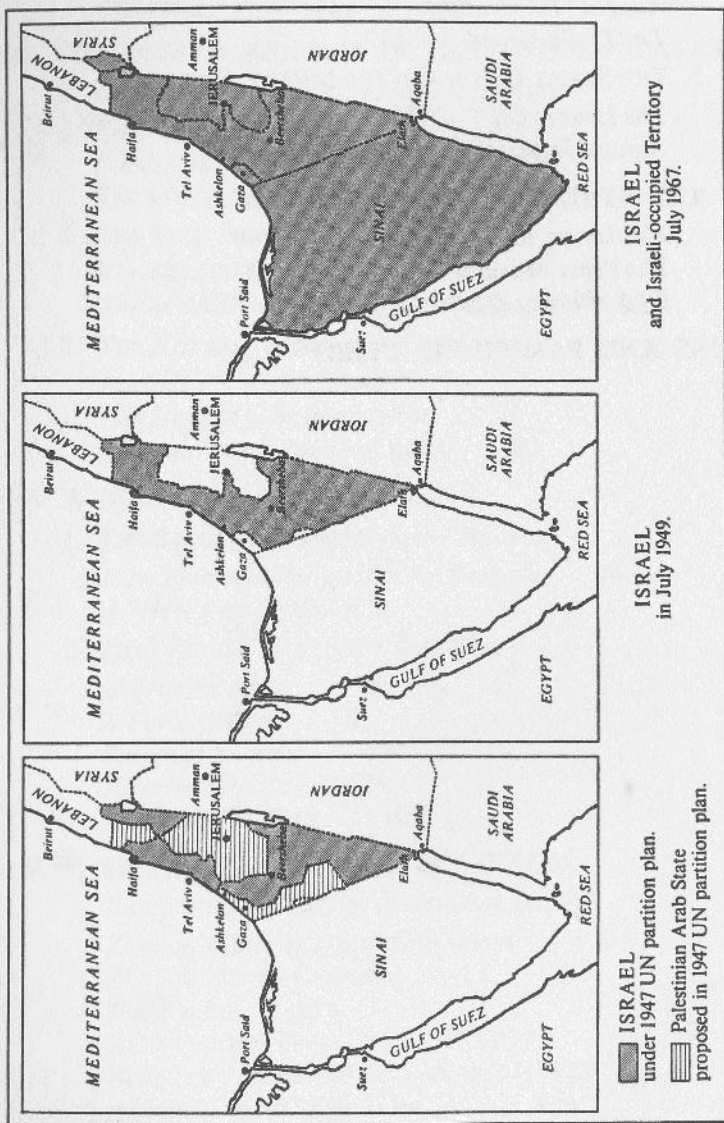 MEDITERRANEAN SEA
Beirut
LEBANON
SYRIA
Haifa
Tel Aviv
Amman
JERUSALEM
Ashkelon
Gaza
Beersheba
Port Said
SINAI
JORDAN
Elath
Aqaba
Suez
GULF OF SUEZ
SAUDI
ARABIA
EGYPT
RED SEA
ISRAEL
under 1947 UN partition plan.
Palestinian Arab State
proposed in 1947 UN partition plan.
MEDITERRANEAN SEA
Beirut
LEBANON
SYRIA
Haifa
Tel Aviv
Amman
JERUSALEM
Ashkelon
Gaza
Beersheba
Port Said
SINAI
JORDAN
Elath
Aqaba
Suez
GULF OF SUEZ
SAUDI
ARABIA
EGYPT
RED SEA
ISRAEL
in July 1949.
MEDITERRANEAN SEA
Beirut
LEBANON
SYRIA
Haifa
Tel Aviv
Amman
JERUSALEM
Ashkelon
Gaza
Beersheba
Port Said
SINAI
JORDAN
Elath
Aqaba
Suez
GULF OF SUEZ
SAUDI
ARABIA
EGYPT
RED SEA
ISRAEL
and Israeli-occupied Territory
July 1967.